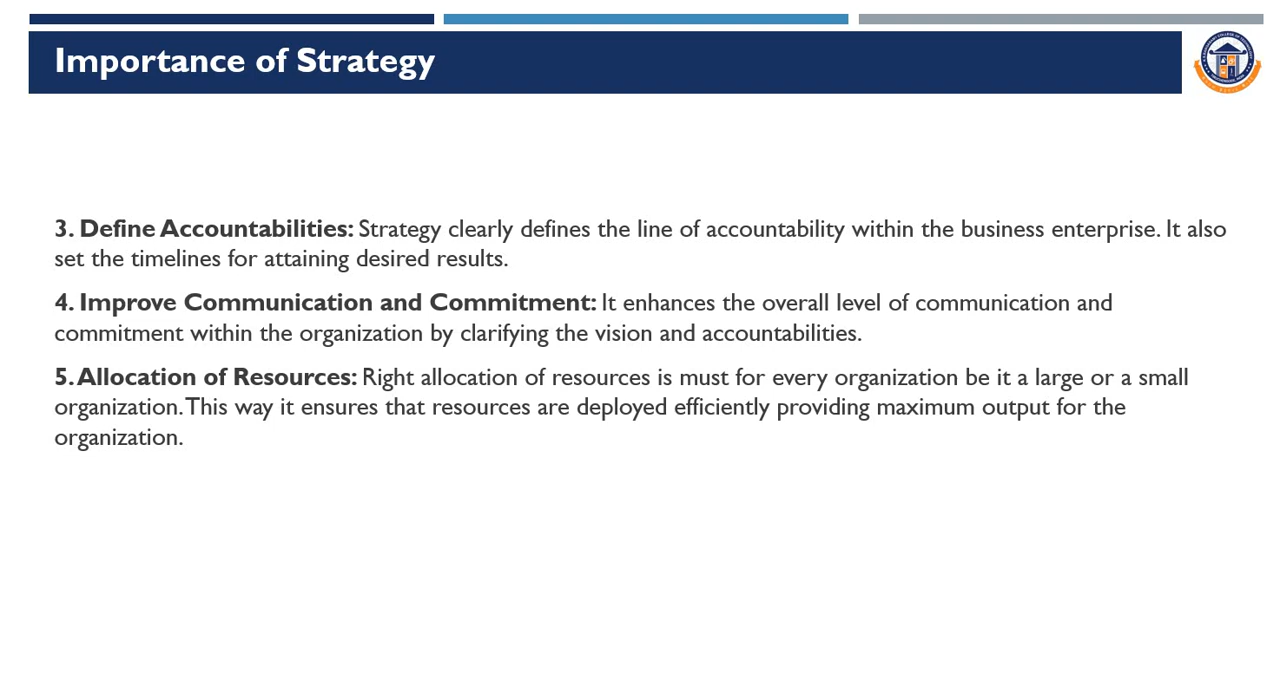 Importance of Strategy
3. Define Accountabilities: Strategy clearly defines the line of accountability within the business enterprise. It also
set the timelines for attaining desired results.
4. Improve Communication and Commitment: It enhances the overall level of communication and
commitment within the organization by clarifying the vision and accountabilities.
5. Allocation of Resources: Right allocation of resources is must for every organization be it a large or a small
organization. This way it ensures that resources are deployed efficiently providing maximum output for the
organization.